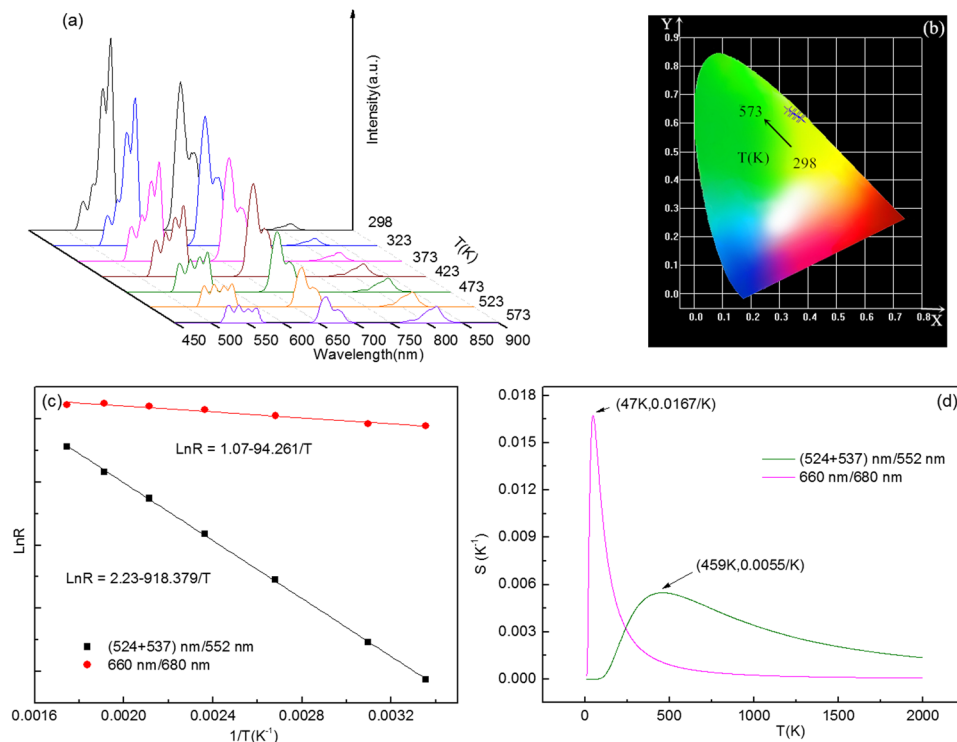 (a)
Intensity(a.u.)
298
323
373
423
473
523
573
T(K)
450 500 550 600 650 700 750 800 850 900
Wavelength(nm)
(b)
Y
0.9
0.8
0.7
0.6
0.5
0.4
0.3
0.2
0.1
0.0
573
T(K)
298
0.0 0.1 0.2 0.3 0.4 0.5 0.6 0.7 0.8
X
(c)
LnR
LnR = 1.07-94.261/T
LnR = 2.23-918.379/T
(524+537) nm/552 nm
660 nm/680 nm
0.0016 0.0020 0.0024 0.0028 0.0032
1/T(K-1)
(d)
S (K-1)
0.018
0.015
0.012
0.009
0.006
0.003
0.000
(47K,0.0167/K)
(524+537) nm/552 nm
660 nm/680 nm
(459K,0.0055/K)
0 500 1000 1500 2000
T(K)